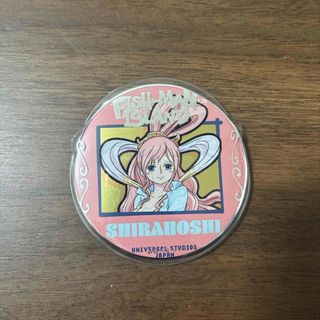 FISH-MAN
ISLAND
SHIRAHOSHI
UNIVERSAL STUDIOS
JAPAN